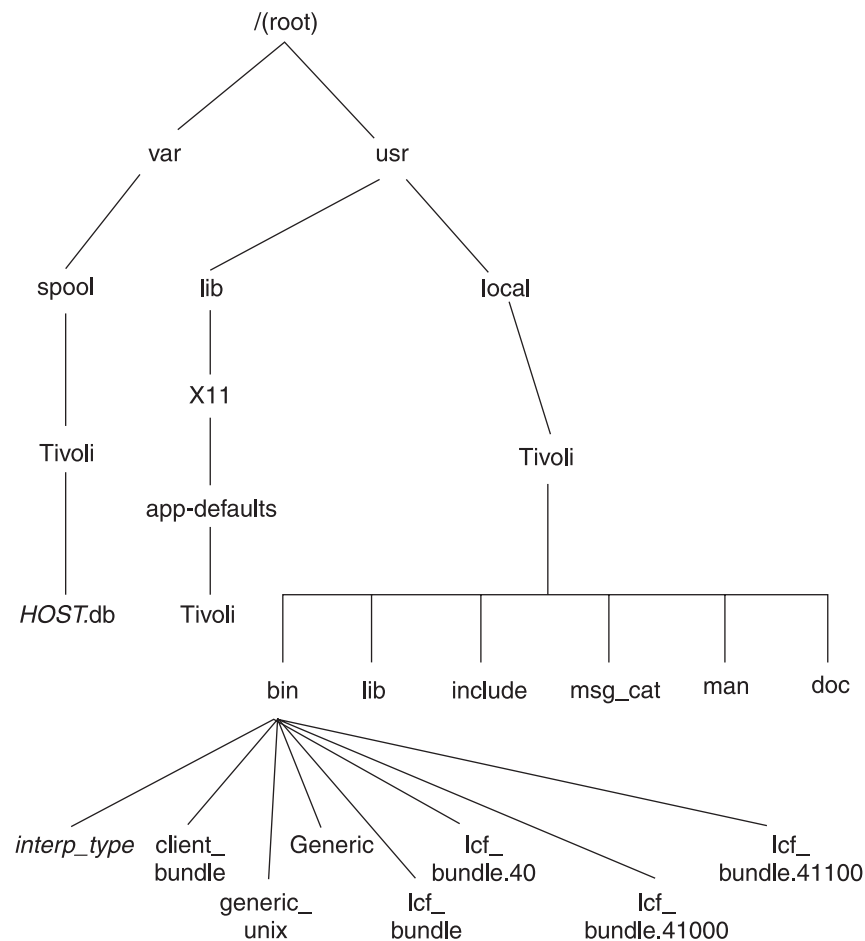 /(root)
var
usr
spool
lib
local
X11
Tivoli
Tivoli
app-defaults
HOST.db
Tivoli
bin
lib
include
msg_cat
man
doc
interp_type
client_
bundle
Generic
lcf_
bundle.40
lcf_
bundle.41100
generic_
unix
lcf_
bundle
lcf_
bundle.41000